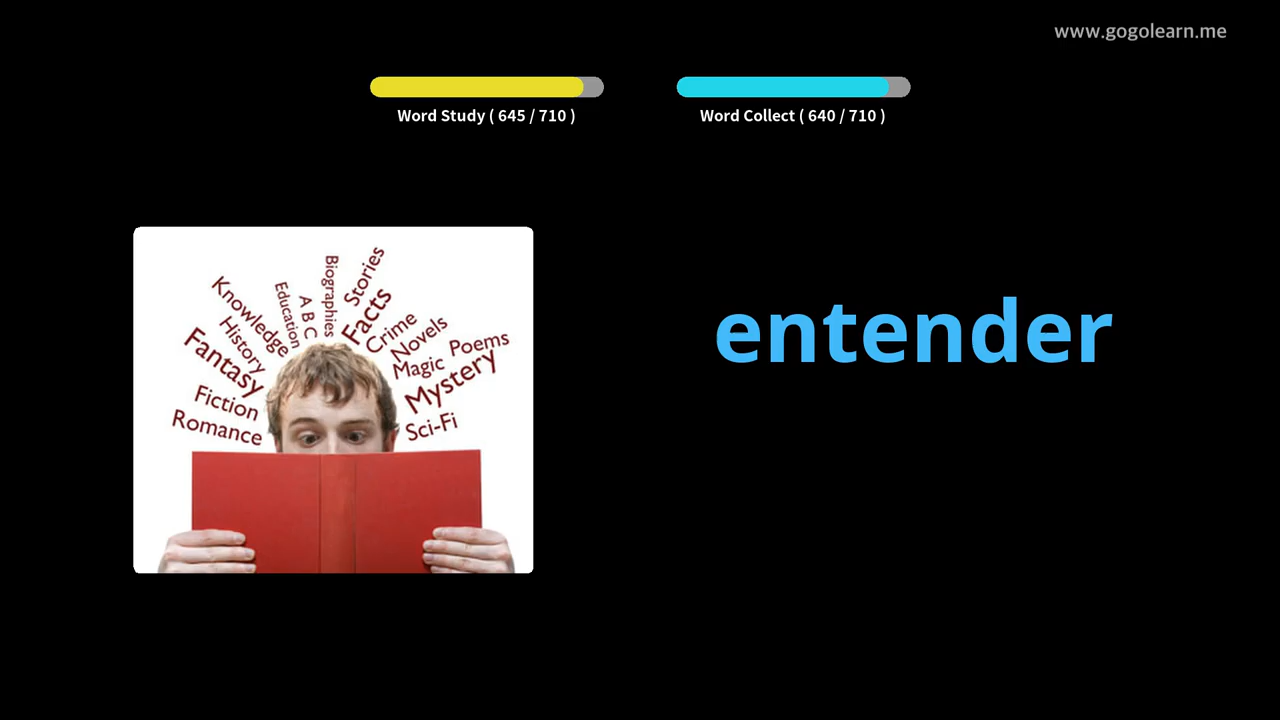 www.gogolearn.me
Word Study ( 645 / 710 )
Word Collect ( 640 / 710 )
Knowledge
Education
A B C
Biographies
Stories
Facts
History
Fantasy
Crime
Novels
Magic
Poems
Mystery
Fiction
Romance
Sci-Fi
entender